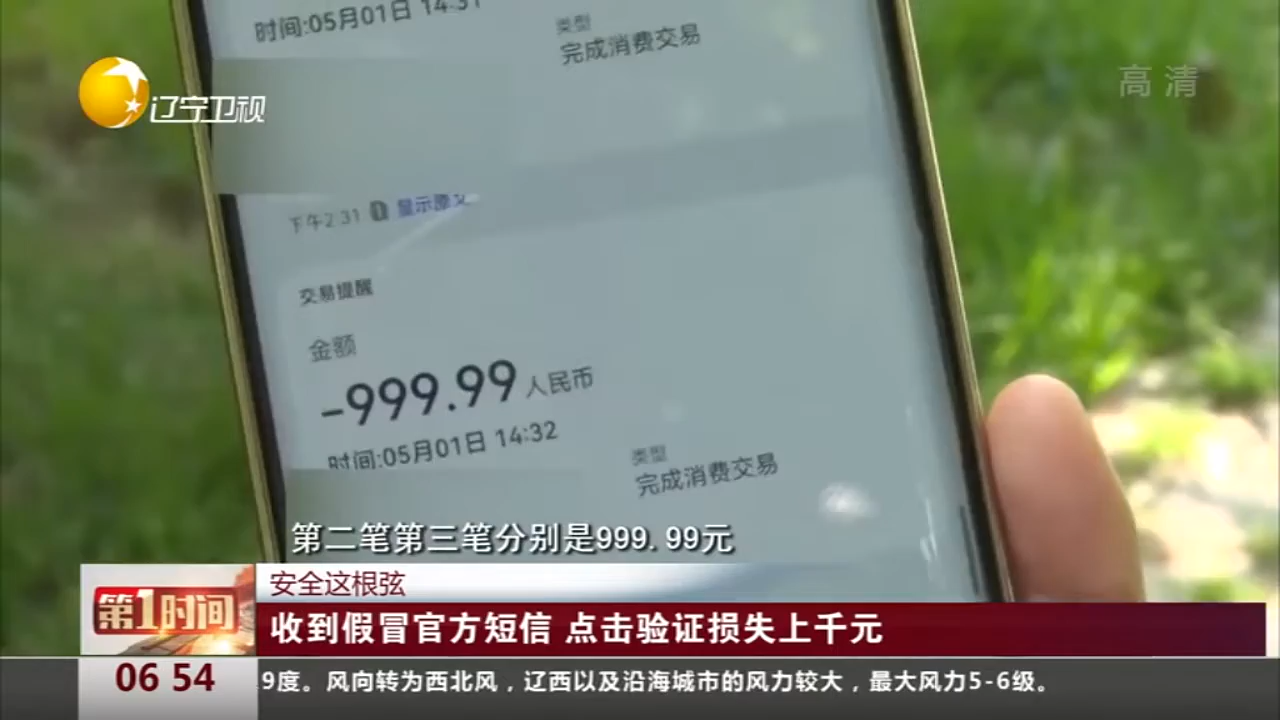 时间:05月01日 14:31
类型
完成消费交易
高清
辽宁卫视
下午2:31 显示原文
交易提醒
金额
-999.99人民币
时间:05月01日 14:32
类型
完成消费交易
第二笔第三笔分别是999.99元
安全这根弦
第1时间
收到假冒官方短信 点击验证损失上千元
06 54
9度。风向转为西北风，辽西以及沿海城市的风力较大，最大风力5-6级。